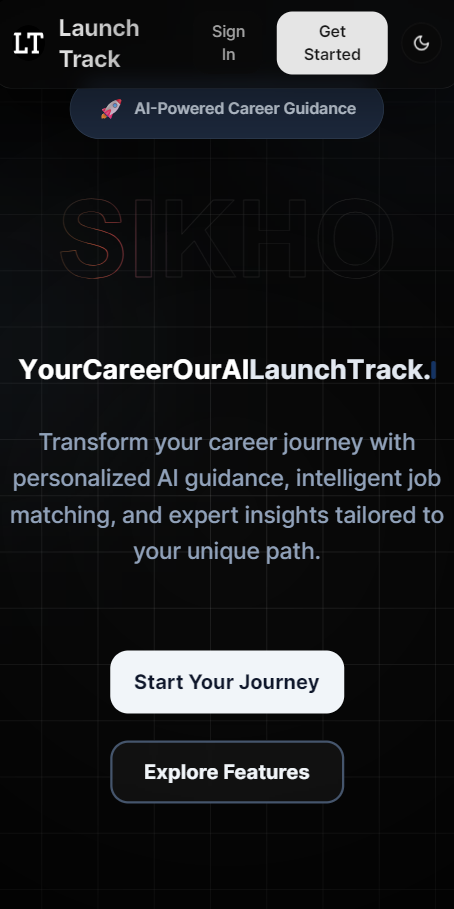 LT
Launch
Track
Sign
In
Get
Started
🚀 AI-Powered Career Guidance
SIKHO
YourCareerOurAILaunchTrack.
Transform your career journey with
personalized AI guidance, intelligent job
matching, and expert insights tailored to
your unique path.
Start Your Journey
Explore Features